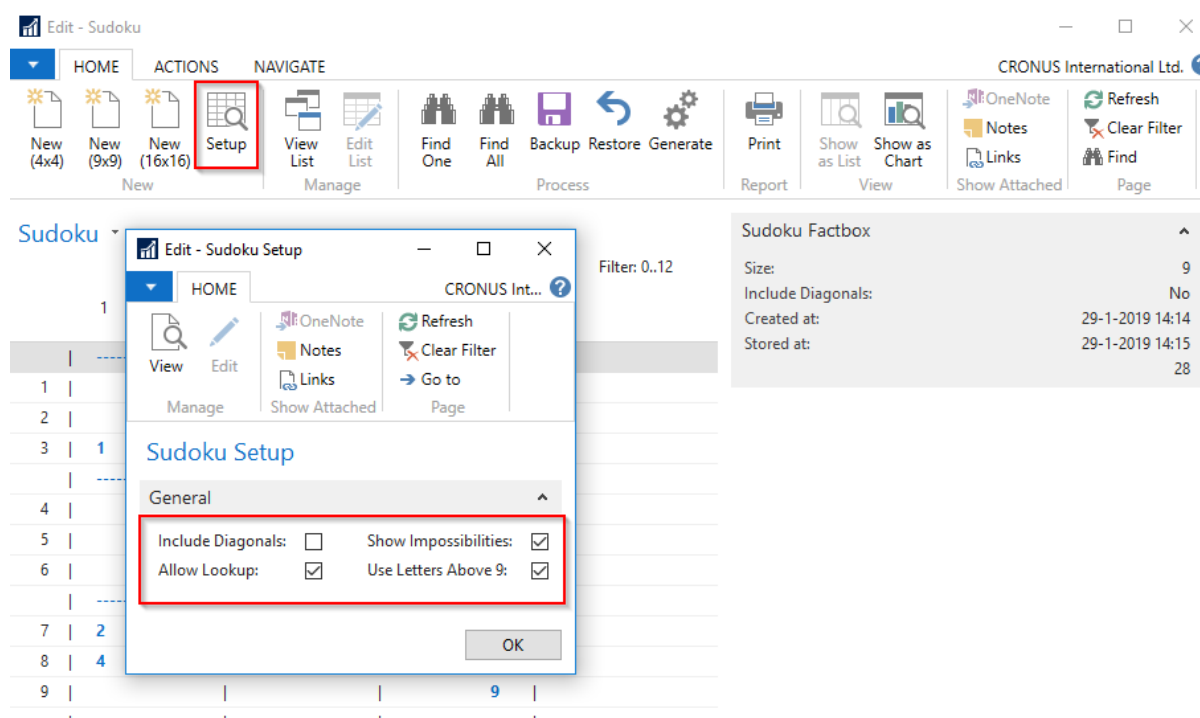 Edit - Sudoku
HOME ACTIONS NAVIGATE CRONUS International Ltd.
New (4x4) New (9x9) New (16x16) Setup View List Edit List Find One Find All Backup Restore Generate Print Show as List Show as Chart OneNote Notes Links Refresh Clear Filter Find
New Manage Process Report View Show Attached Page
Sudoku
Filter: 0..12
1
| ----
1 |
2 |
3 | 1
| ----
4 |
5 |
6 |
| ----
7 | 2
8 | 4
9 | | | 9 |
Edit - Sudoku Setup
HOME CRONUS Int... ?
View Edit OneNote Notes Links Refresh Clear Filter Go to
Manage Show Attached Page
Sudoku Setup
General
Include Diagonals: Show Impossibilities:
Allow Lookup: Use Letters Above 9:
OK
Sudoku Factbox
Size: 9
Include Diagonals: No
Created at: 29-1-2019 14:14
Stored at: 29-1-2019 14:15
28